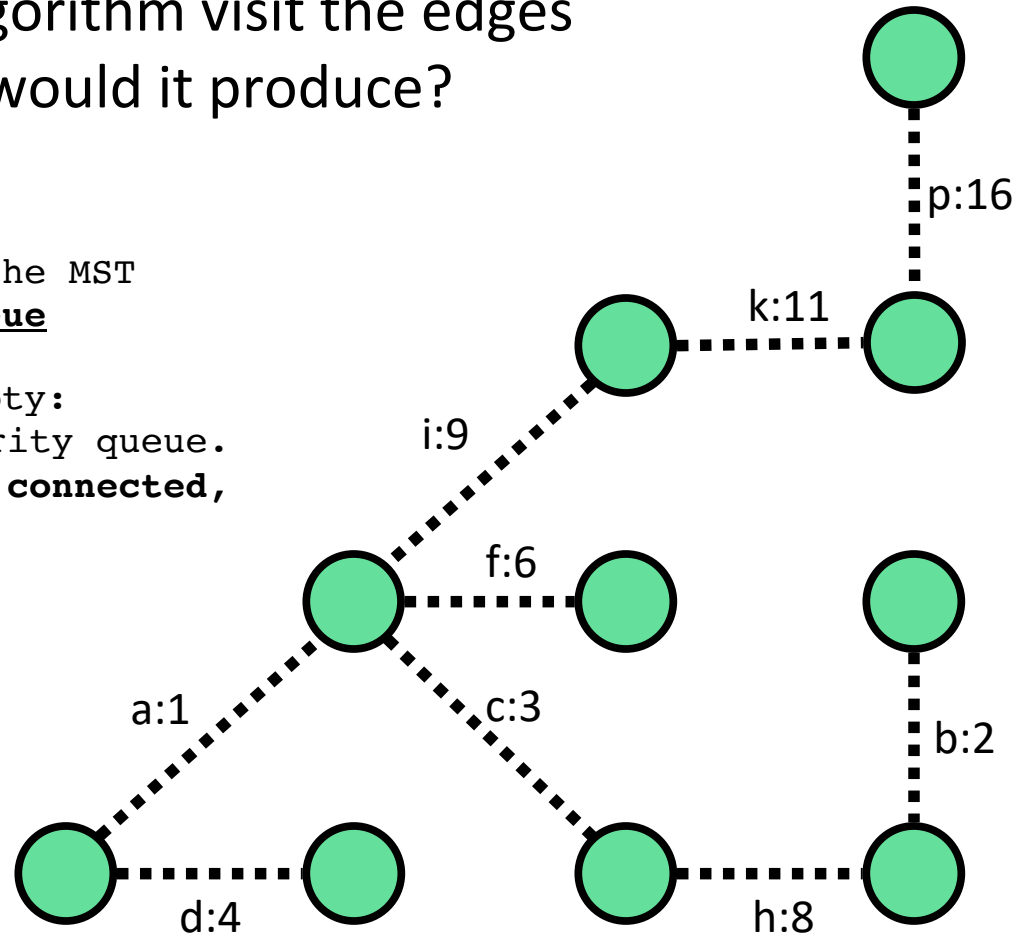 gorithm visit the edges
would it produce?
p:16
he MST
ue
k:11
ty:
i:9
rity queue.
connected,
f:6
a:1
c:3
b:2
d:4
h:8